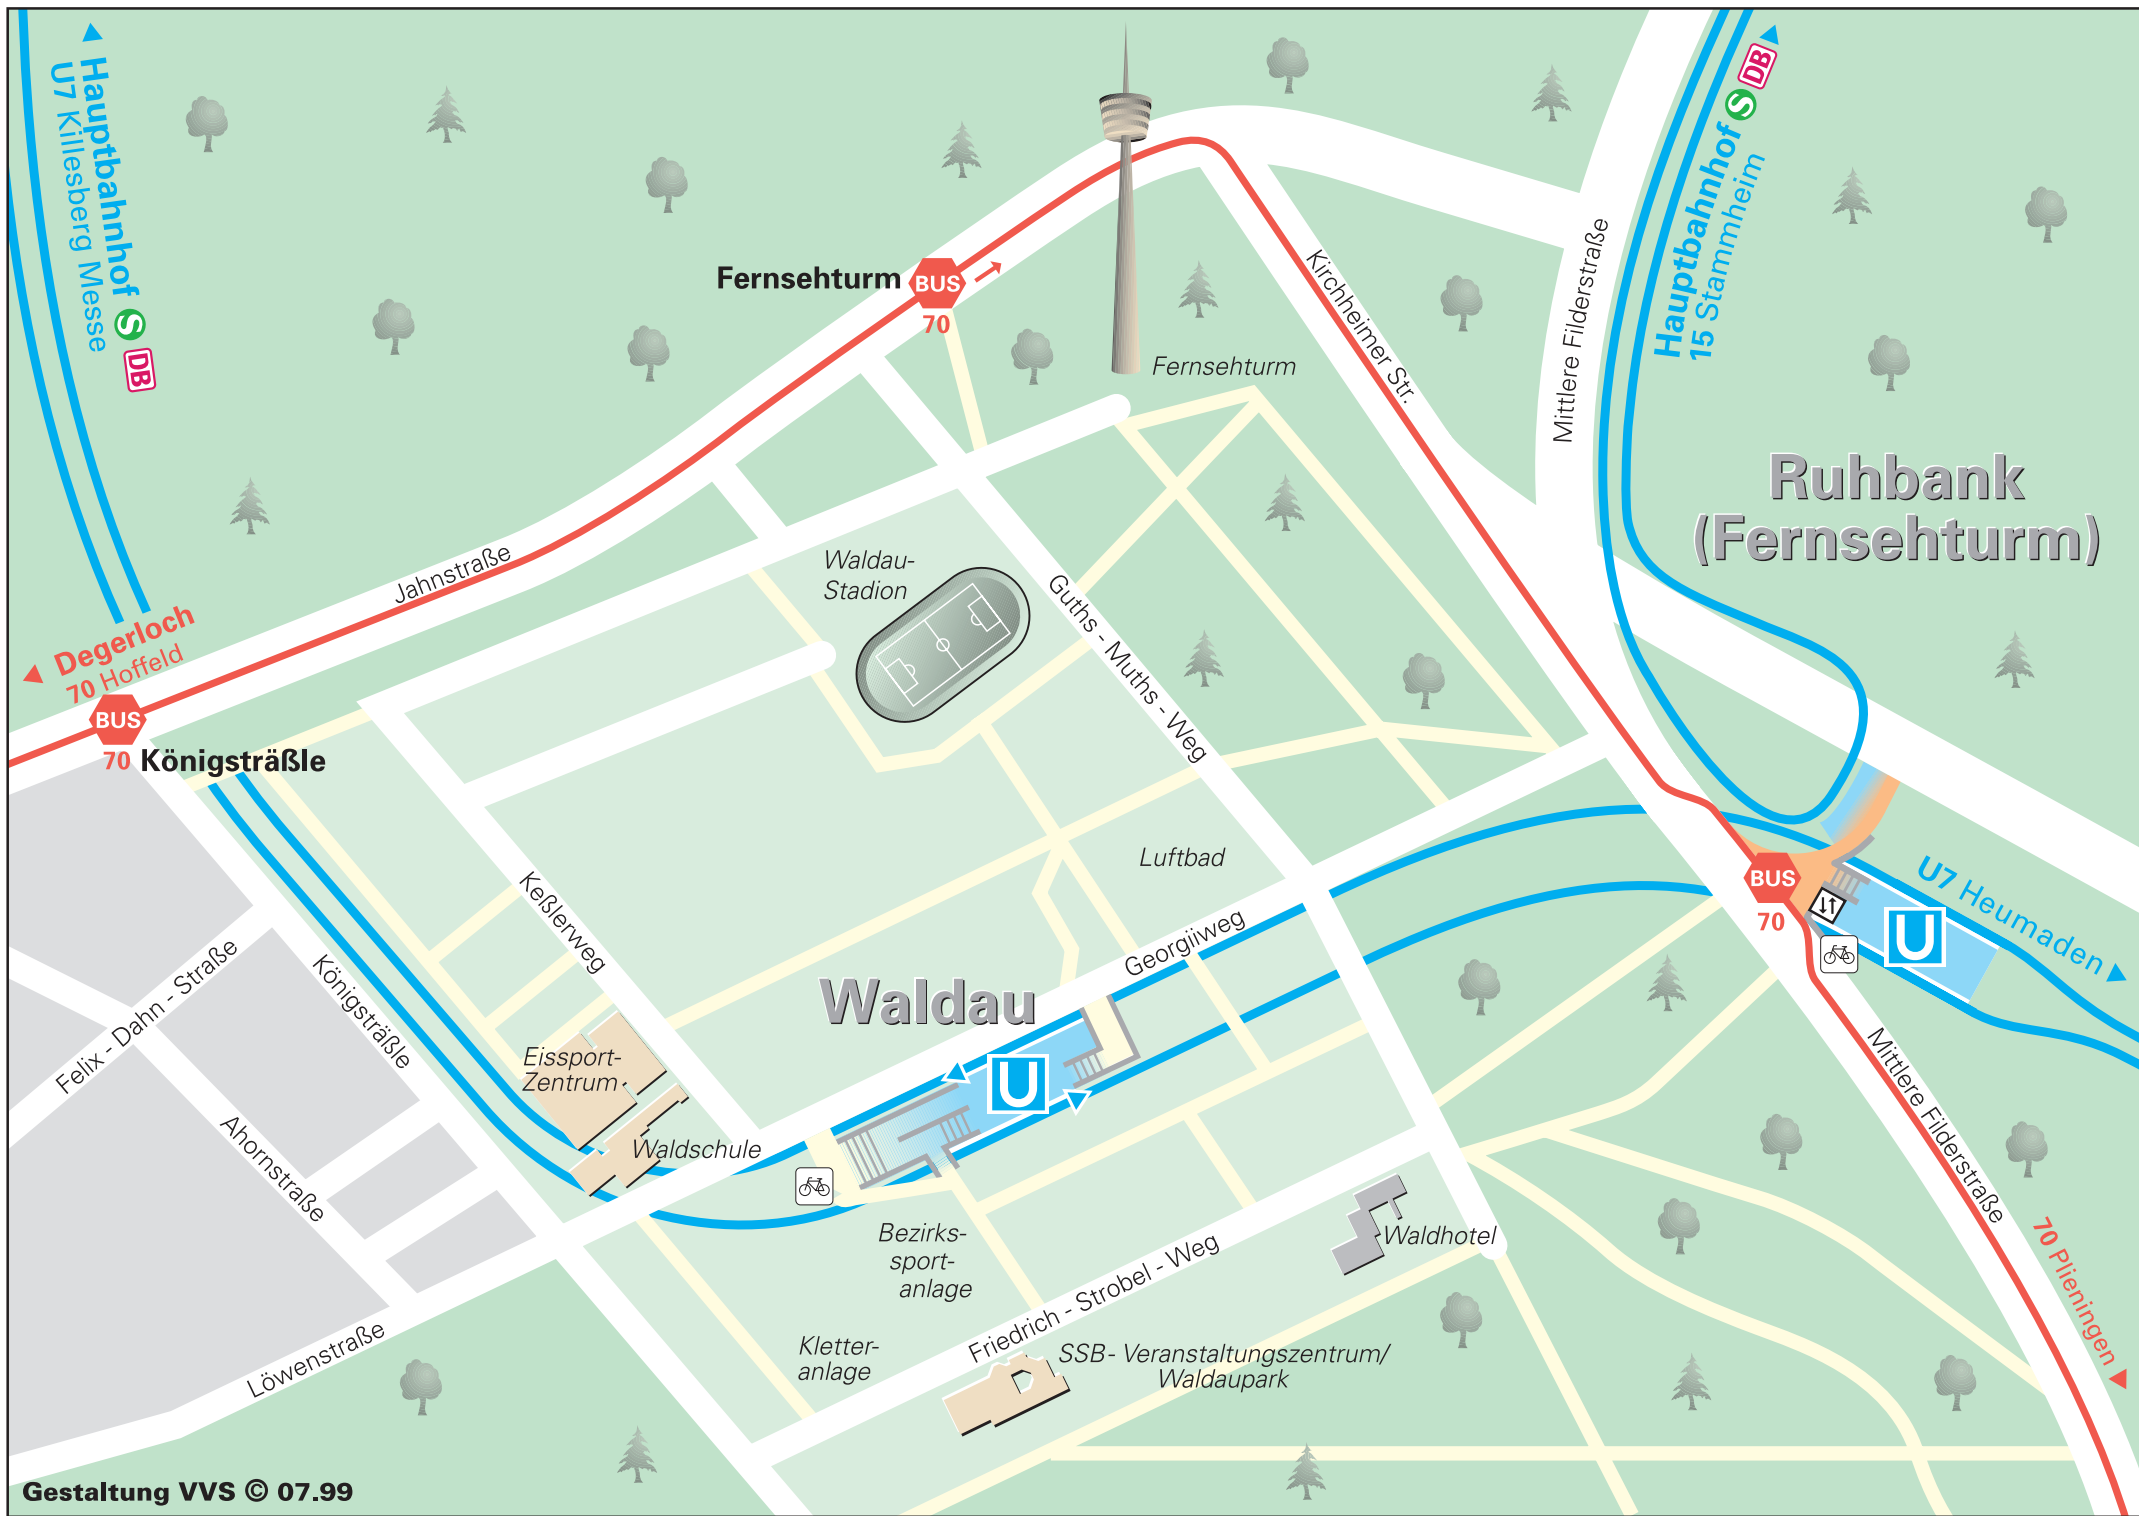 Hauptbahnhof S DB
U7 Killesberg Messe
Hauptbahnhof S DB
15 Stammheim
Fernsehturm
BUS
70
Fernsehturm
Kirchheimer Str.
Mittlere Filderstraße
Ruhbank
(Fernsehturm)
Jahnstraße
Waldau-
Stadion
Guths - Muths - Weg
Degerloch
70 Hoffeld
BUS
70 Königsträßle
Luftbad
Keßlerweg
Georgiiweg
BUS
70
U
U7 Heumaden
Felix - Dahn - Straße
Königsträßle
Waldau
U
Eissport-
Zentrum
Waldschule
Ahornstraße
Mittlere Filderstraße
Bezirks-
sport-
anlage
Waldhotel
70 Plieningen
Friedrich - Strobel - Weg
Löwenstraße
Kletter-
anlage
SSB- Veranstaltungszentrum/
Waldaupark
Gestaltung VVS © 07.99